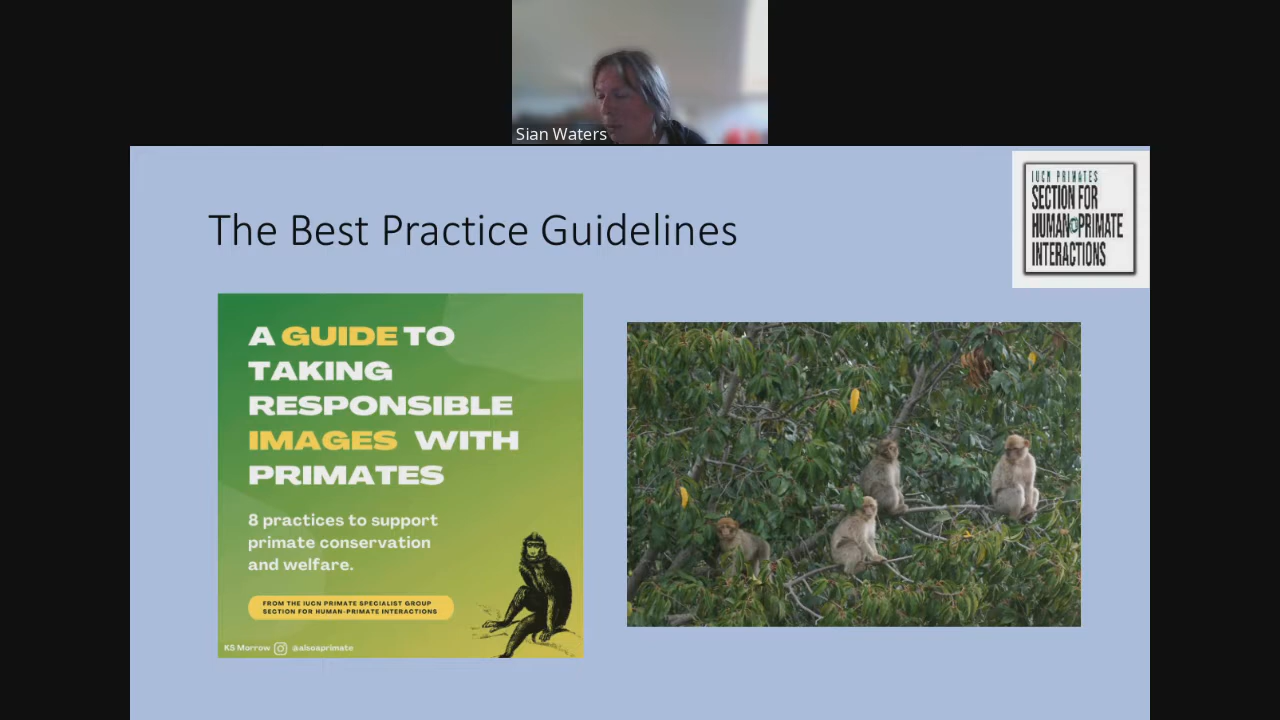 Sian Waters
IUCN PRIMATES
SECTION FOR
HUMAN PRIMATE
INTERACTIONS
The Best Practice Guidelines
A GUIDE TO
TAKING
RESPONSIBLE
IMAGES WITH
PRIMATES
8 practices to support
primate conservation
and welfare.
FROM THE IUCN PRIMATE SPECIALIST GROUP
SECTION FOR HUMAN-PRIMATE INTERACTIONS
KS Morrow @alsoaprimate